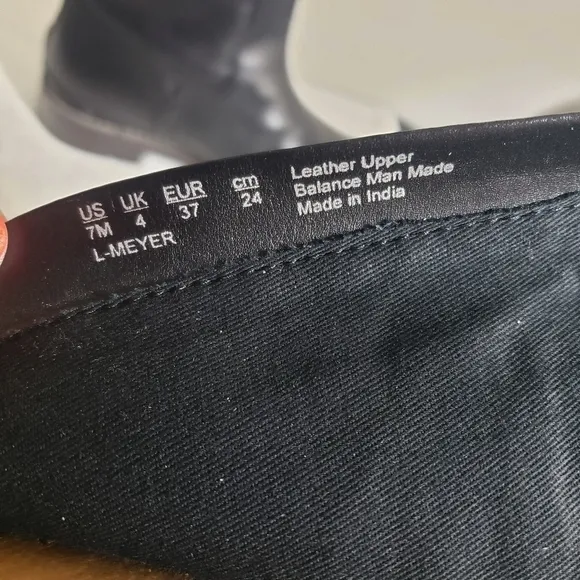 US UK EUR cm
7M 4 37 24
L-MEYER
Leather Upper
Balance Man Made
Made in India